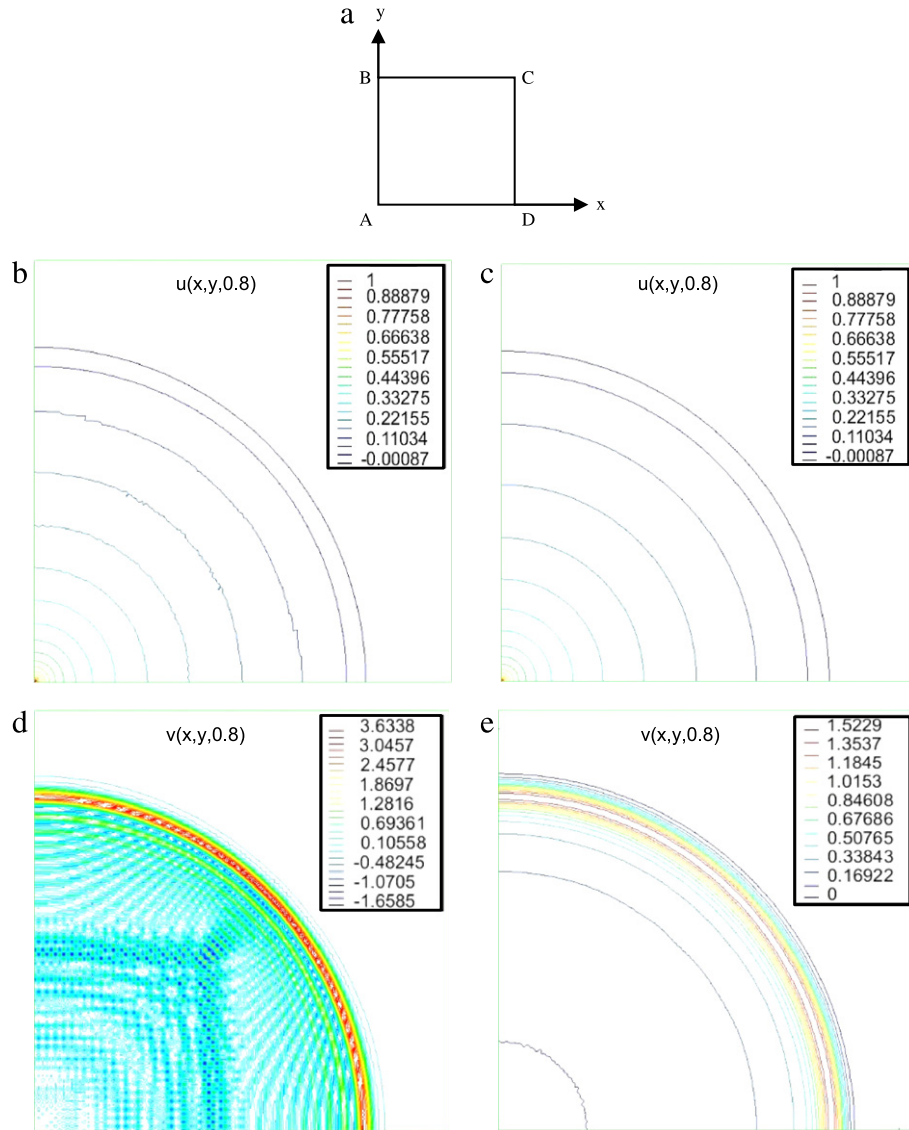 a
y
B
C
A
D
x
b
u(x,y,0.8)
1
0.88879
0.77758
0.66638
0.55517
0.44396
0.33275
0.22155
0.11034
-0.00087
c
u(x,y,0.8)
1
0.88879
0.77758
0.66638
0.55517
0.44396
0.33275
0.22155
0.11034
-0.00087
d
v(x,y,0.8)
3.6338
3.0457
2.4577
1.8697
1.2816
0.69361
0.10558
-0.48245
-1.0705
-1.6585
e
v(x,y,0.8)
1.5229
1.3537
1.1845
1.0153
0.84608
0.67686
0.50765
0.33843
0.16922
0